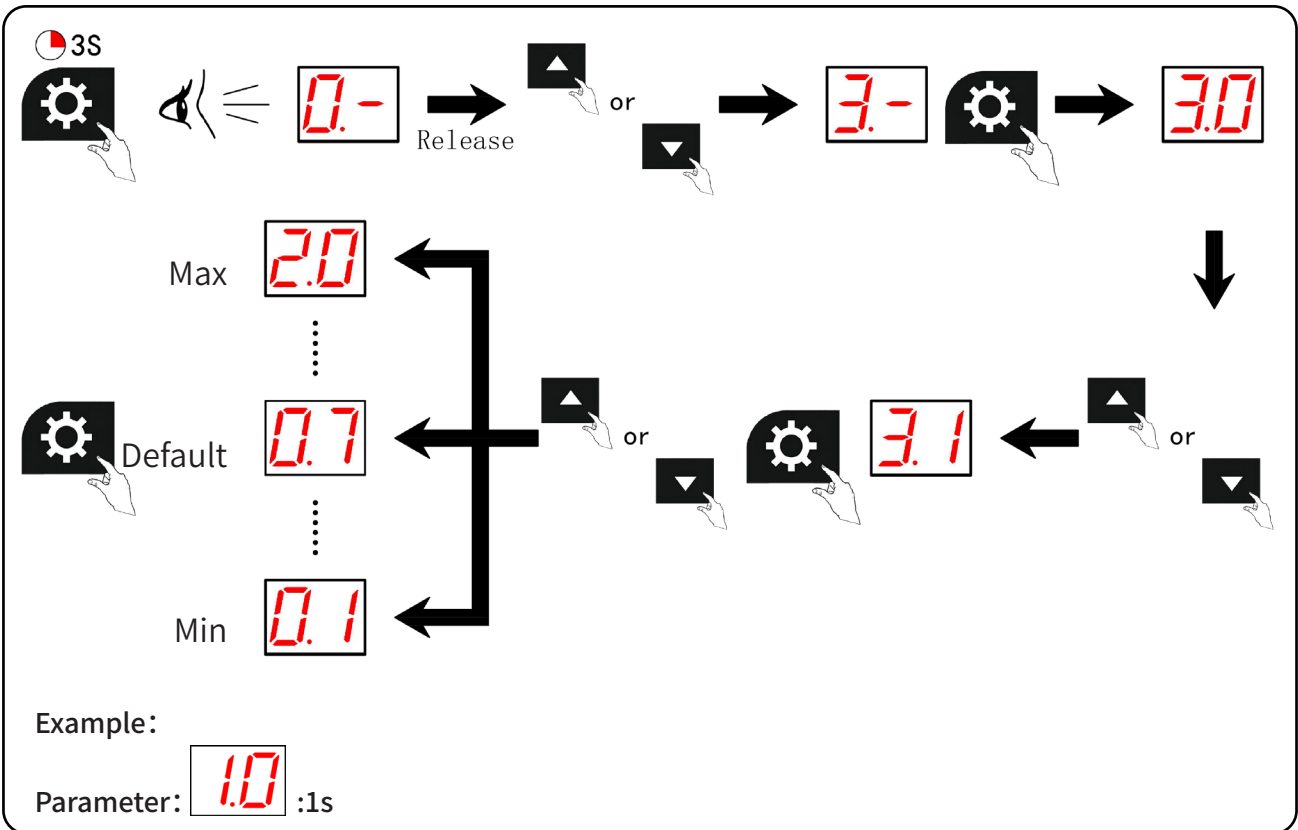 3S
0.- Release or 3.- 3.0
Max 2.0
Default 0.7 or 3.1 or
Min 0.1
Example:
Parameter: 1.0 :1s